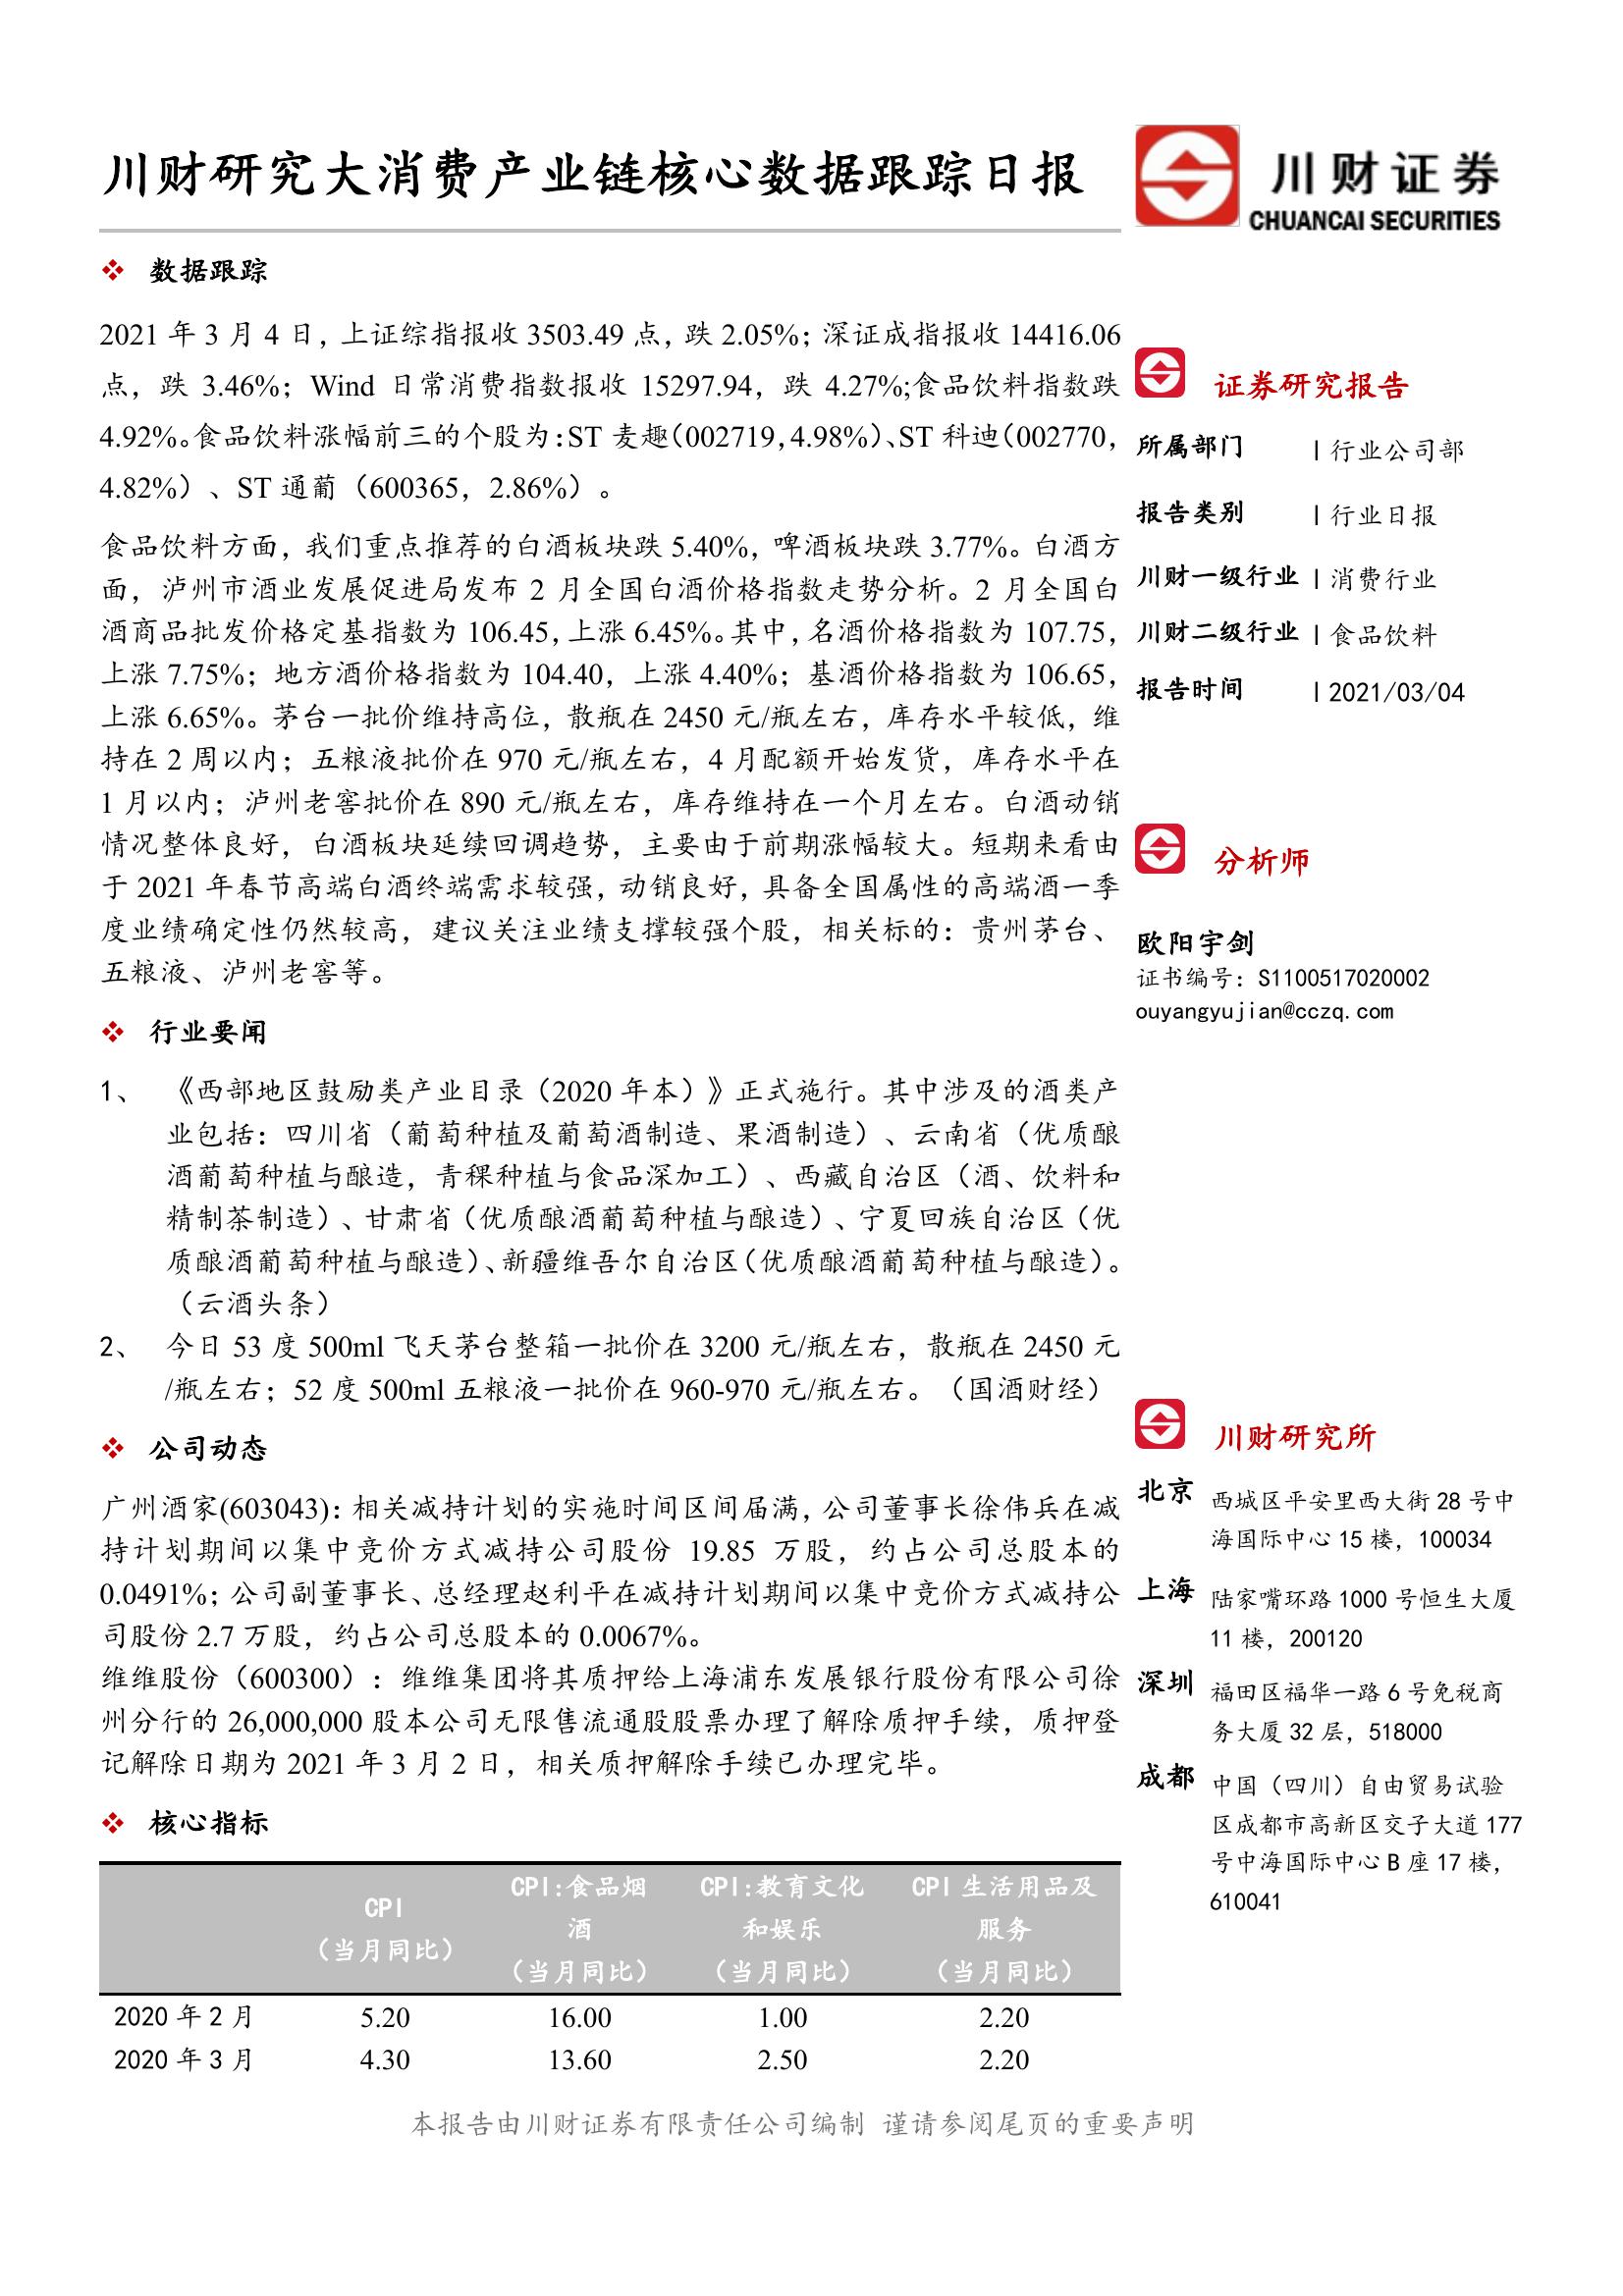 川财研究大消费产业链核心数据跟踪日报
川财证券
CHUANCAI SECURITIES
❖ 数据跟踪
2021 年 3 月 4 日，上证综指报收 3503.49 点，跌 2.05%；深证成指报收 14416.06
点，跌 3.46%；Wind 日常消费指数报收 15297.94，跌 4.27%;食品饮料指数跌
4.92%。食品饮料涨幅前三的个股为：ST 麦趣（002719，4.98%）、ST 科迪（002770，
4.82%）、ST 通葡（600365，2.86%）。
食品饮料方面，我们重点推荐的白酒板块跌 5.40%，啤酒板块跌 3.77%。白酒方
面，泸州市酒业发展促进局发布 2 月全国白酒价格指数走势分析。2 月全国白
酒商品批发价格定基指数为 106.45，上涨 6.45%。其中，名酒价格指数为 107.75，
上涨 7.75%；地方酒价格指数为 104.40，上涨 4.40%；基酒价格指数为 106.65，
上涨 6.65%。茅台一批价维持高位，散瓶在 2450 元/瓶左右，库存水平较低，维
持在 2 周以内；五粮液批价在 970 元/瓶左右，4 月配额开始发货，库存水平在
1 月以内；泸州老窖批价在 890 元/瓶左右，库存维持在一个月左右。白酒动销
情况整体良好，白酒板块延续回调趋势，主要由于前期涨幅较大。短期来看由
于 2021 年春节高端白酒终端需求较强，动销良好，具备全国属性的高端酒一季
度业绩确定性仍然较高，建议关注业绩支撑较强个股，相关标的：贵州茅台、
五粮液、泸州老窖等。
❖ 行业要闻
1、 《西部地区鼓励类产业目录（2020 年本）》正式施行。其中涉及的酒类产
业包括：四川省（葡萄种植及葡萄酒制造、果酒制造）、云南省（优质酿
酒葡萄种植与酿造，青稞种植与食品深加工）、西藏自治区（酒、饮料和
精制茶制造）、甘肃省（优质酿酒葡萄种植与酿造）、宁夏回族自治区（优
质酿酒葡萄种植与酿造）、新疆维吾尔自治区（优质酿酒葡萄种植与酿造）。
（云酒头条）
2、 今日 53 度 500ml 飞天茅台整箱一批价在 3200 元/瓶左右，散瓶在 2450 元
/瓶左右；52 度 500ml 五粮液一批价在 960-970 元/瓶左右。（国酒财经）
❖ 公司动态
广州酒家(603043)：相关减持计划的实施时间区间届满，公司董事长徐伟兵在减
持计划期间以集中竞价方式减持公司股份 19.85 万股，约占公司总股本的
0.0491%；公司副董事长、总经理赵利平在减持计划期间以集中竞价方式减持公
司股份 2.7 万股，约占公司总股本的 0.0067%。
维维股份（600300）：维维集团将其质押给上海浦东发展银行股份有限公司徐
州分行的 26,000,000 股本公司无限售流通股股票办理了解除质押手续，质押登
记解除日期为 2021 年 3 月 2 日，相关质押解除手续已办理完毕。
❖ 核心指标
CPI
（当月同比）
CPI:食品烟
酒
（当月同比）
CPI:教育文化
和娱乐
（当月同比）
CPI 生活用品及
服务
（当月同比）
2020 年 2 月 5.20 16.00 1.00 2.20
2020 年 3 月 4.30 13.60 2.50 2.20
证券研究报告
所属部门 | 行业公司部
报告类别 | 行业日报
川财一级行业 | 消费行业
川财二级行业 | 食品饮料
报告时间 | 2021/03/04
分析师
欧阳宇剑
证书编号：S1100517020002
ouyangyujian@cczq.com
川财研究所
北京 西城区平安里西大街 28 号中
海国际中心 15 楼，100034
上海 陆家嘴环路 1000 号恒生大厦
11 楼，200120
深圳 福田区福华一路 6 号免税商
务大厦 32 层，518000
成都 中国（四川）自由贸易试验
区成都市高新区交子大道 177
号中海国际中心 B 座 17 楼，
610041
本报告由川财证券有限责任公司编制 谨请参阅尾页的重要声明